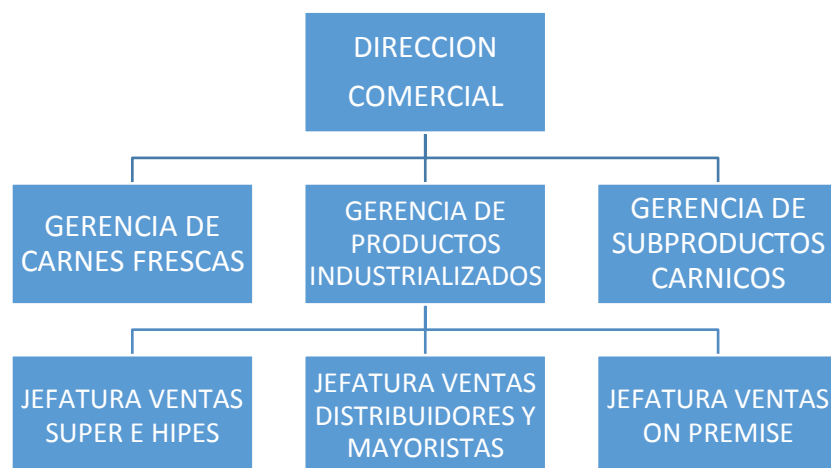 DIRECCION
COMERCIAL
GERENCIA DE
CARNES FRESCAS
GERENCIA DE
PRODUCTOS
INDUSTRIALIZADOS
GERENCIA DE
SUBPRODUCTOS
CARNICOS
JEFATURA VENTAS
SUPER E HIPES
JEFATURA VENTAS
DISTRIBUIDORES Y
MAYORISTAS
JEFATURA VENTAS
ON PREMISE